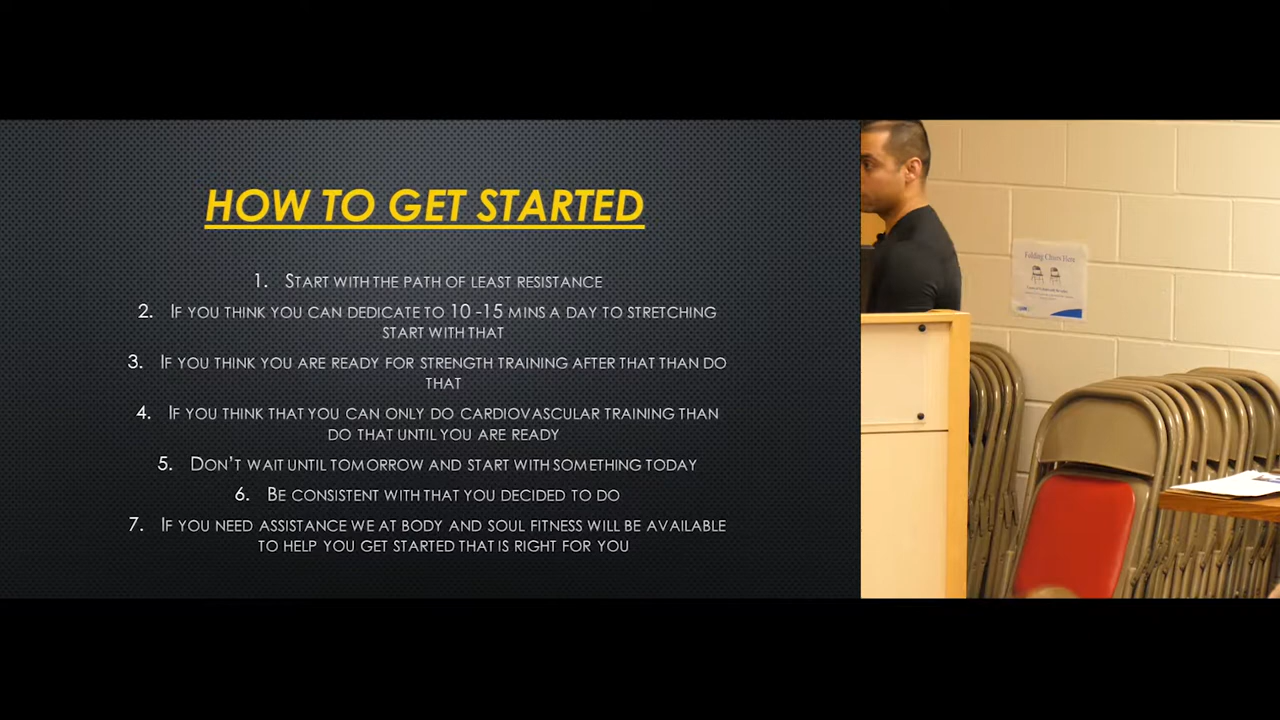 HOW TO GET STARTED
1. START WITH THE PATH OF LEAST RESISTANCE
2. IF YOU THINK YOU CAN DEDICATE TO 10 -15 MINS A DAY TO STRETCHING
START WITH THAT
3. IF YOU THINK YOU ARE READY FOR STRENGTH TRAINING AFTER THAT THAN DO
THAT
4. IF YOU THINK THAT YOU CAN ONLY DO CARDIOVASCULAR TRAINING THAN
DO THAT UNTIL YOU ARE READY
5. DON'T WAIT UNTIL TOMORROW AND START WITH SOMETHING TODAY
6. BE CONSISTENT WITH THAT YOU DECIDED TO DO
7. IF YOU NEED ASSISTANCE WE AT BODY AND SOUL FITNESS WILL BE AVAILABLE
TO HELP YOU GET STARTED THAT IS RIGHT FOR YOU
Folding Chairs Here